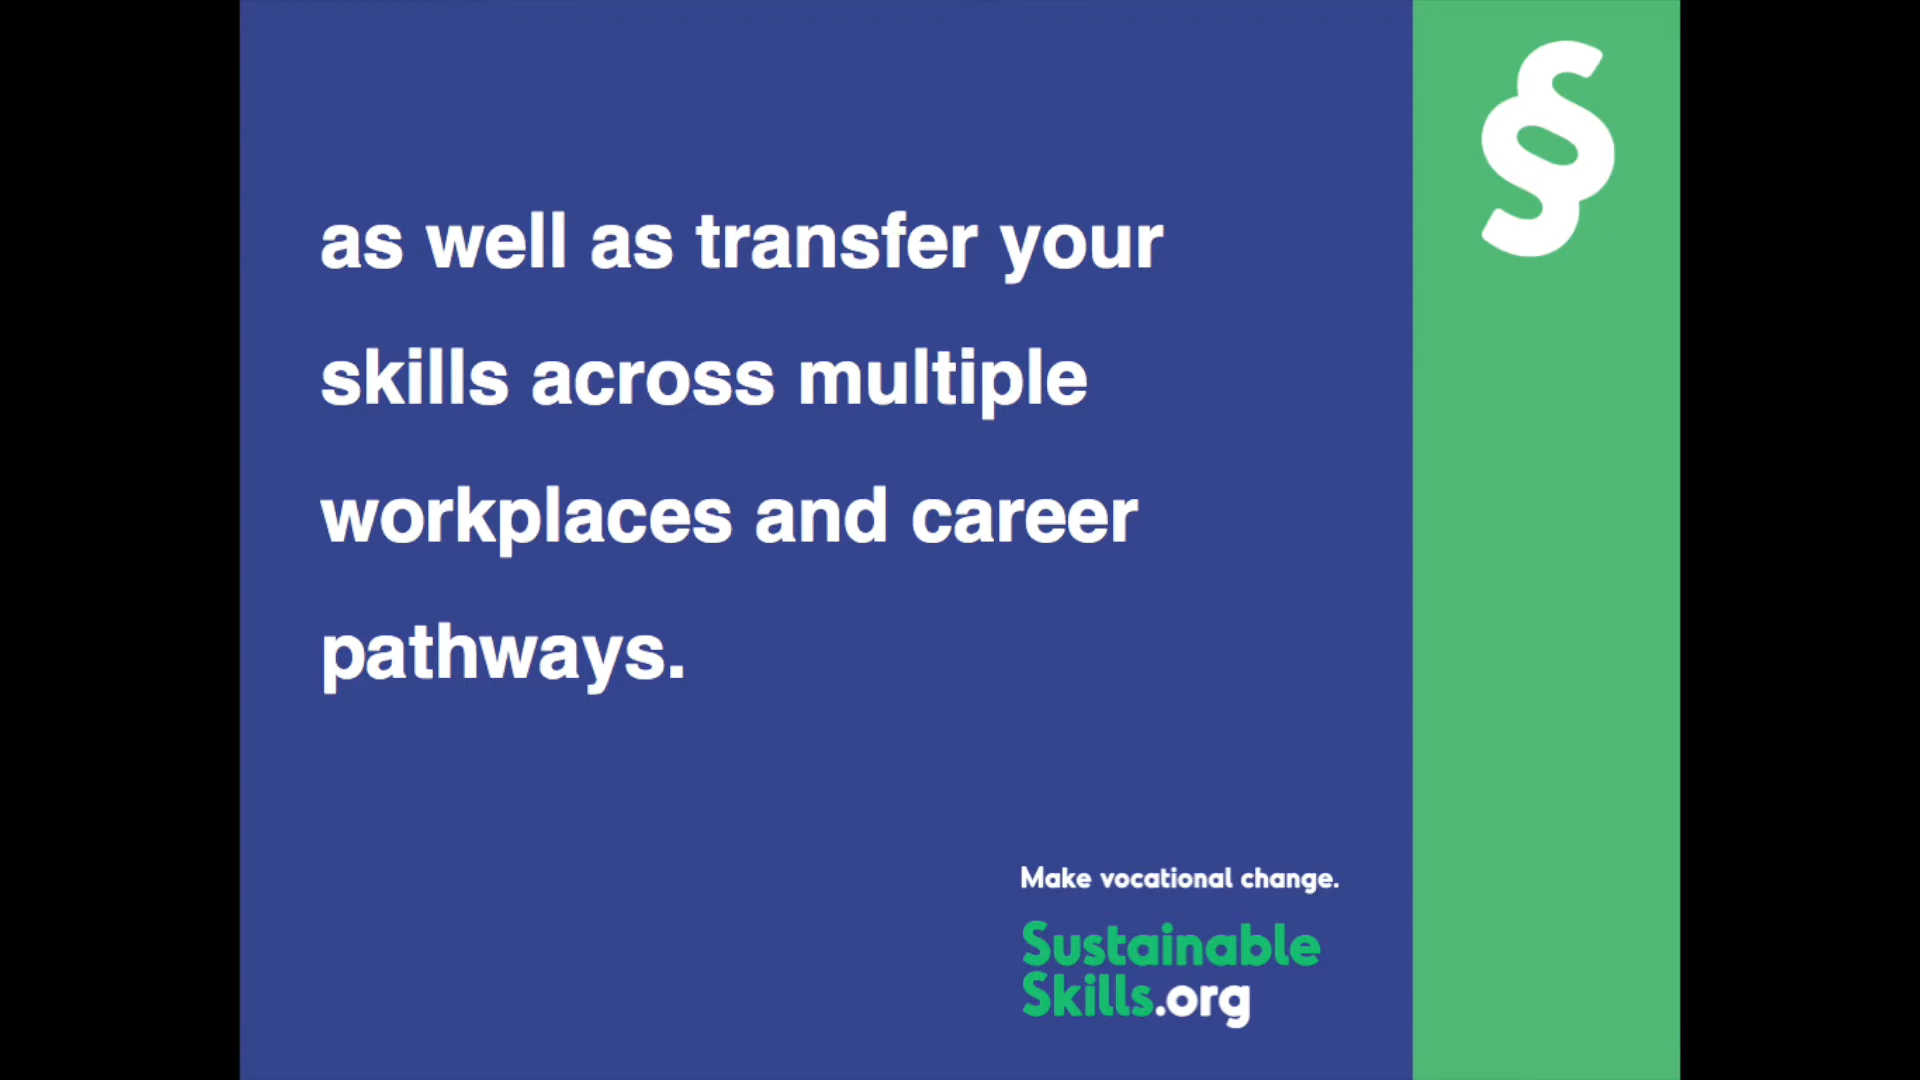 as well as transfer your
skills across multiple
workplaces and career
pathways.
§
Make vocational change.
Sustainable
Skills.org